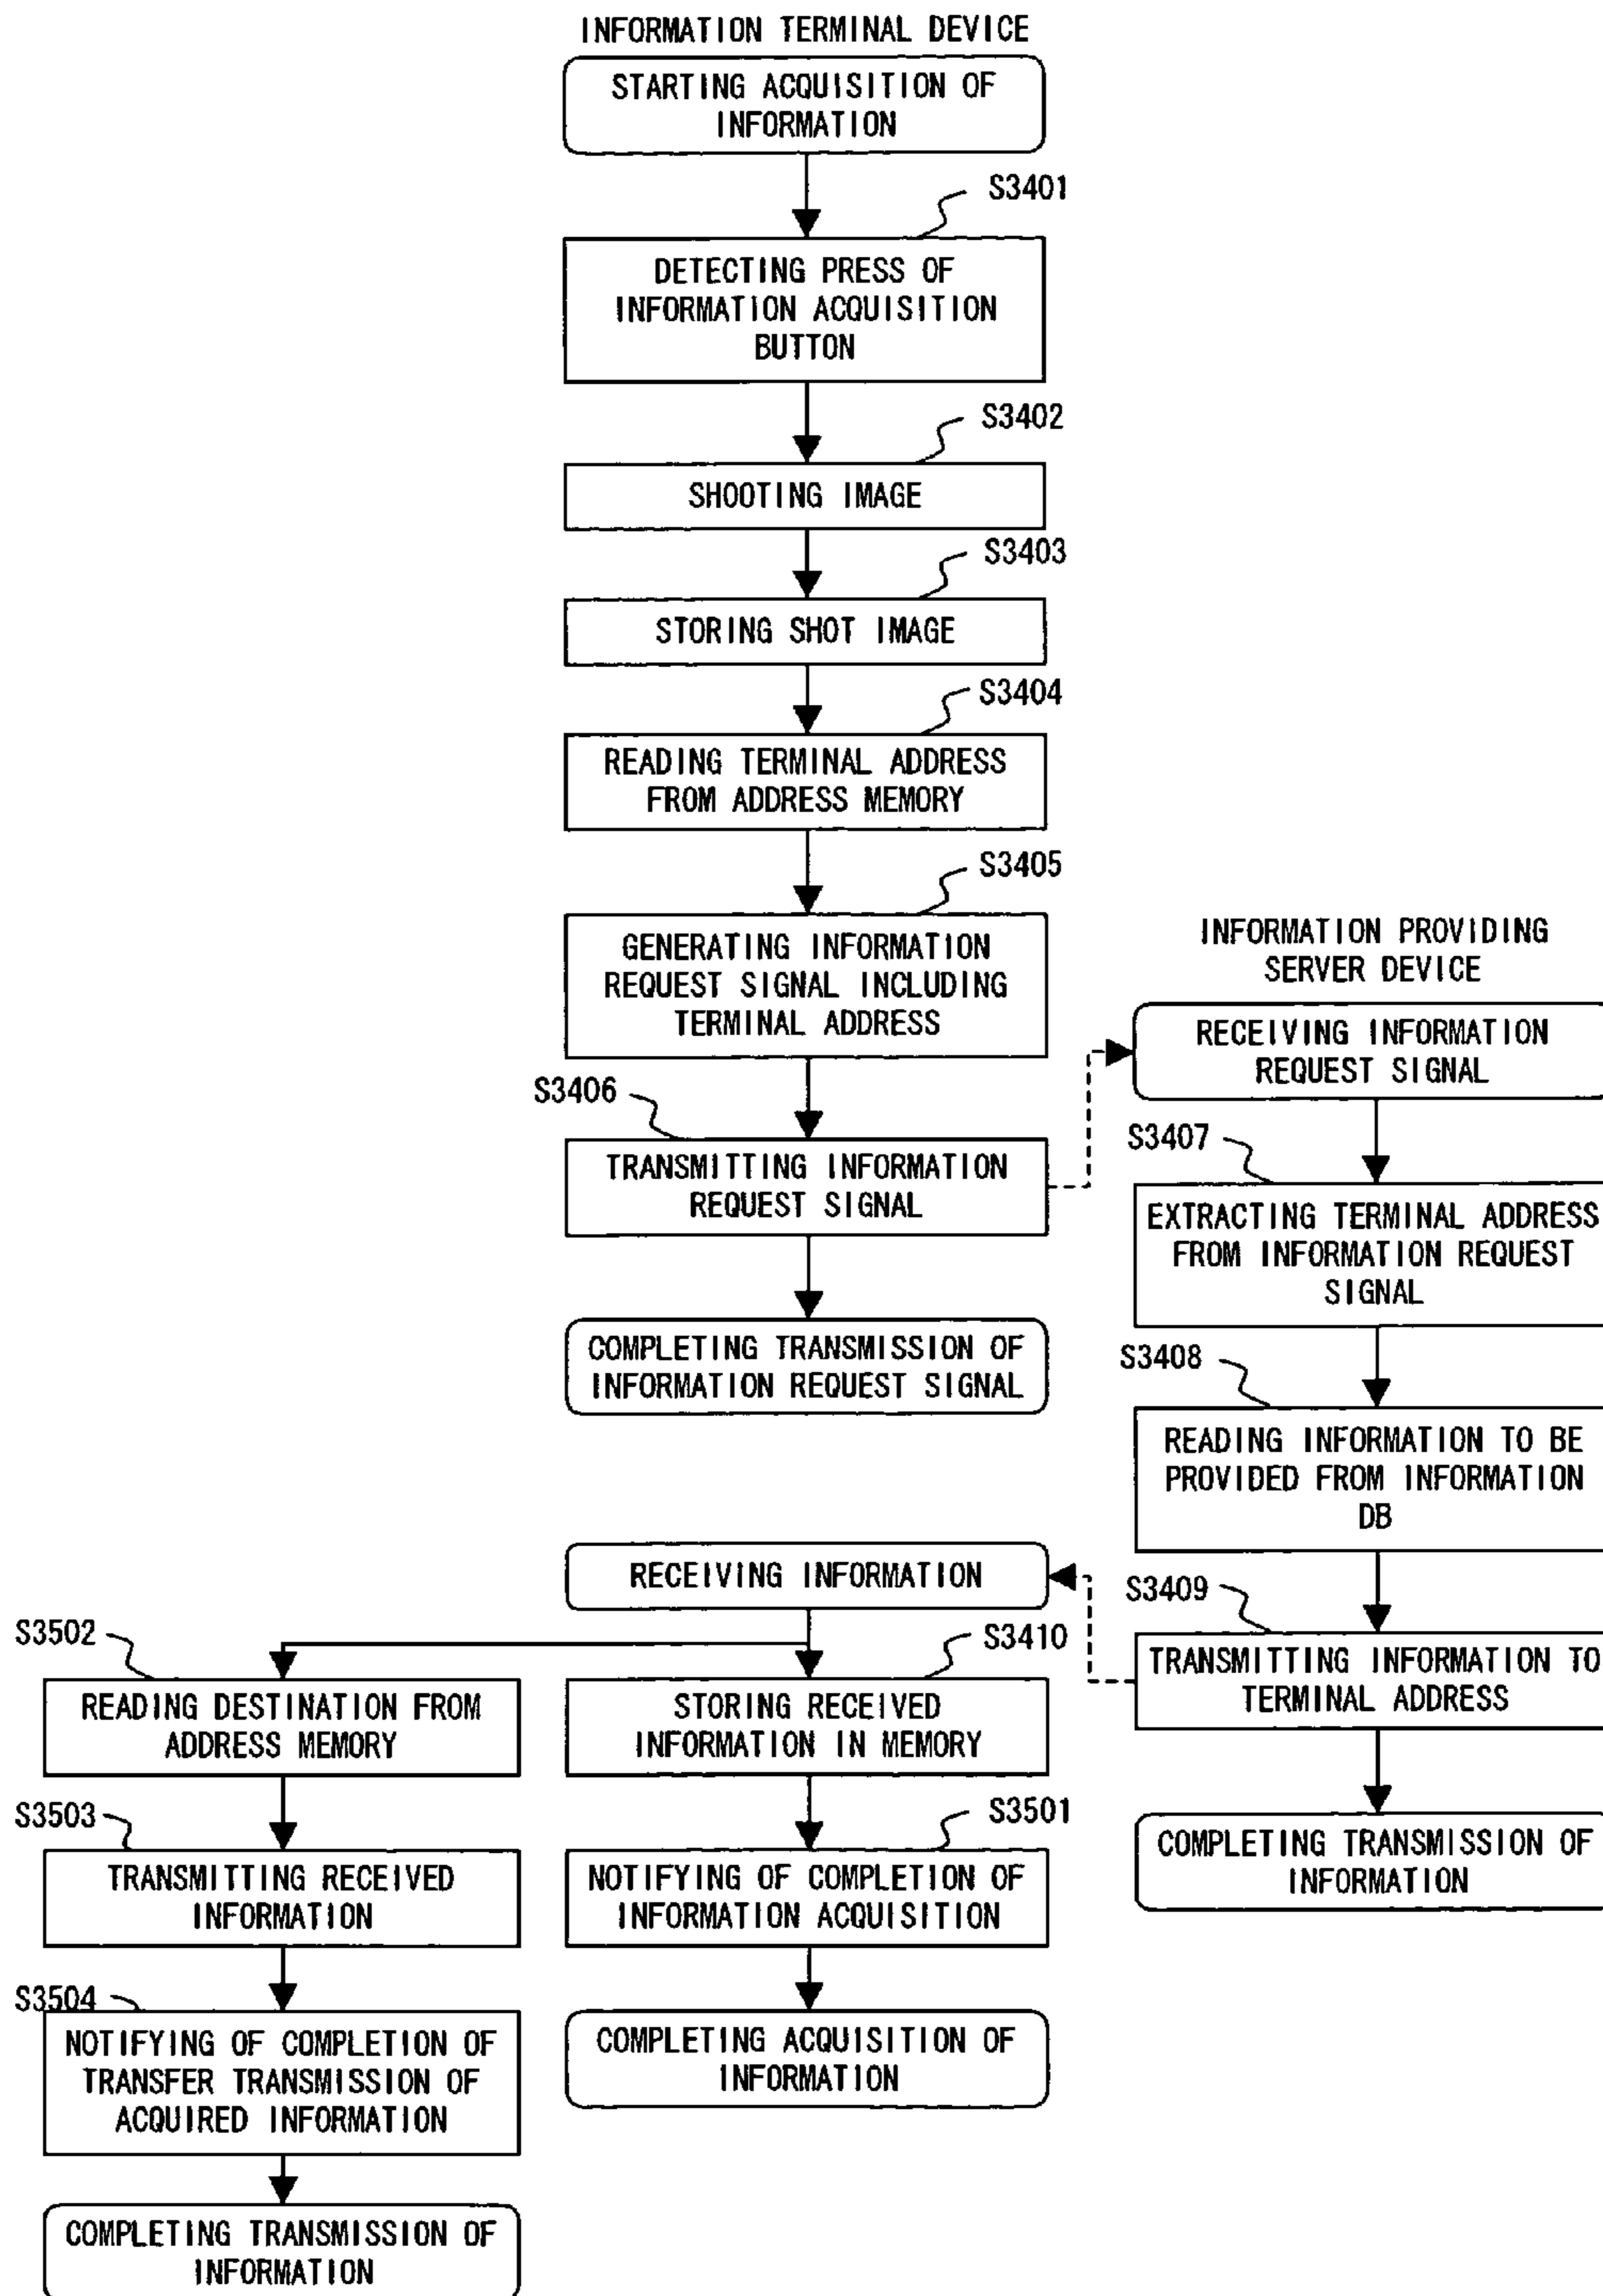 INFORMATION TERMINAL DEVICE
STARTING ACQUISITION OF
INFORMATION
S3401
DETECTING PRESS OF
INFORMATION ACQUISITION
BUTTON
S3402
SHOOTING IMAGE
S3403
STORING SHOT IMAGE
S3404
READING TERMINAL ADDRESS
FROM ADDRESS MEMORY
S3405
GENERATING INFORMATION
REQUEST SIGNAL INCLUDING
TERMINAL ADDRESS
S3406
TRANSMITTING INFORMATION
REQUEST SIGNAL
COMPLETING TRANSMISSION OF
INFORMATION REQUEST SIGNAL
INFORMATION PROVIDING
SERVER DEVICE
RECEIVING INFORMATION
REQUEST SIGNAL
S3407
EXTRACTING TERMINAL ADDRESS
FROM INFORMATION REQUEST
SIGNAL
S3408
READING INFORMATION TO BE
PROVIDED FROM INFORMATION
DB
S3409
TRANSMITTING INFORMATION TO
TERMINAL ADDRESS
COMPLETING TRANSMISSION OF
INFORMATION
RECEIVING INFORMATION
S3410
STORING RECEIVED
INFORMATION IN MEMORY
S3501
NOTIFYING OF COMPLETION OF
INFORMATION ACQUISITION
COMPLETING ACQUISITION OF
INFORMATION
S3502
READING DESTINATION FROM
ADDRESS MEMORY
S3503
TRANSMITTING RECEIVED
INFORMATION
S3504
NOTIFYING OF COMPLETION OF
TRANSFER TRANSMISSION OF
ACQUIRED INFORMATION
COMPLETING TRANSMISSION OF
INFORMATION